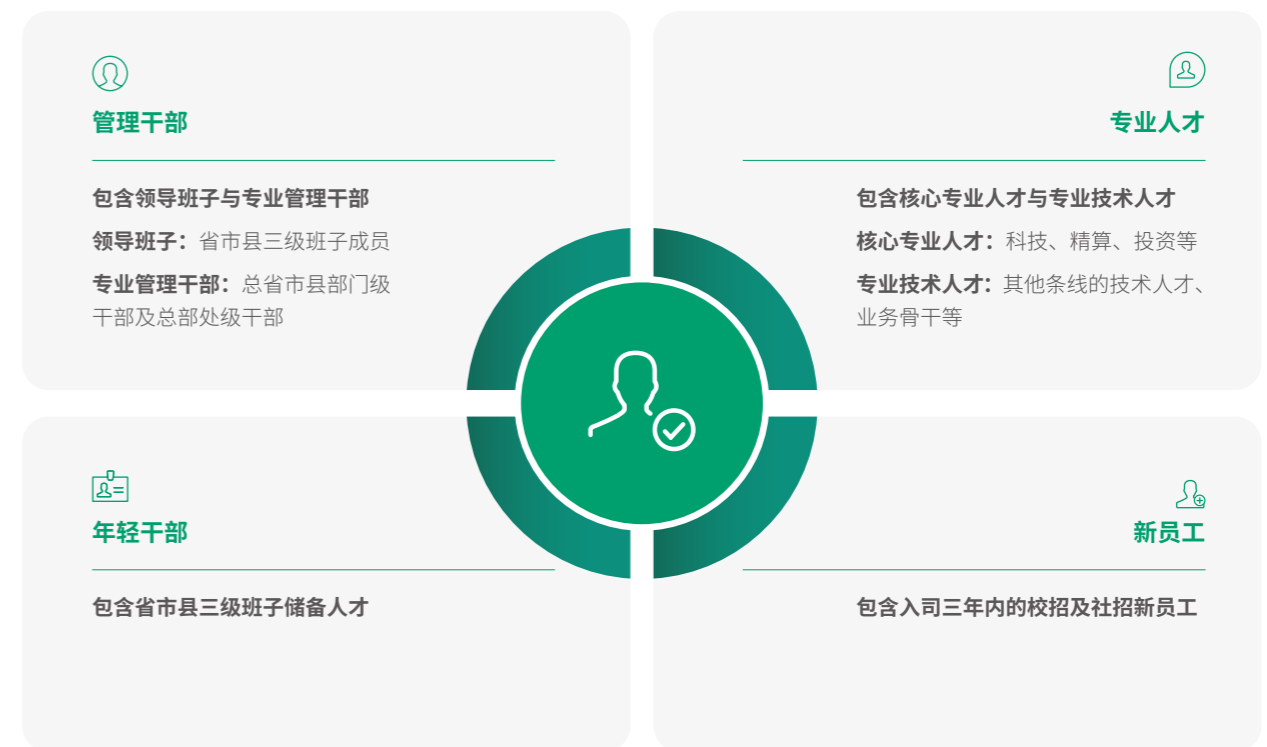 管理干部
包含领导班子与专业管理干部
领导班子：省市县三级班子成员
专业管理干部：总省市县部门级
干部及总部处级干部
专业人才
包含核心专业人才与专业技术人才
核心专业人才：科技、精算、投资等
专业技术人才：其他条线的技术人才、
业务骨干等
年轻干部
包含省市县三级班子储备人才
新员工
包含入司三年内的校招及社招新员工